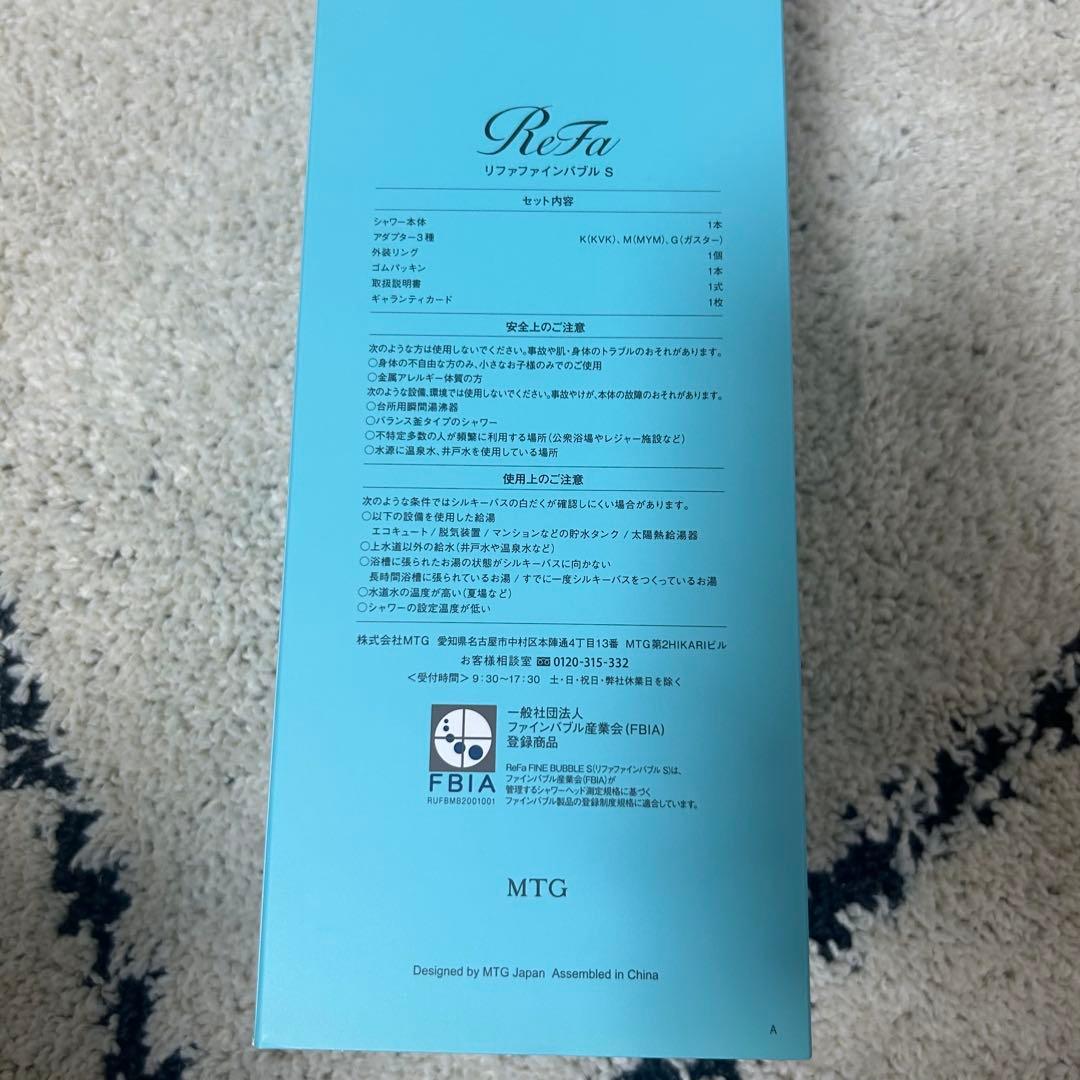 ReFa
リファファインバブル S
セット内容
シャワー本体 1本
アダプター3種 K(KVK)、M(MYM)、G(ガスター)
外装リング 1個
ゴムパッキン 1本
取扱説明書 1式
ギャランティカード 1枚
安全上のご注意
次のような方は使用しないでください。事故や肌・身体のトラブルのおそれがあります。
○身体の不自由な方のみ、小さなお子様のみでのご使用
○金属アレルギー体質の方
次のような設備、環境では使用しないでください。事故やけが、本体の故障のおそれがあります。
○台所用瞬間湯沸器
○バランス釜タイプのシャワー
○不特定多数の人が頻繁に利用する場所(公衆浴場やレジャー施設など)
○水源に温泉水、井戸水を使用している場所
使用上のご注意
次のような条件ではシルキーバスの白だくが確認しにくい場合があります。
○以下の設備を使用した給湯
エコキュート / 脱気装置 / マンションなどの貯水タンク / 太陽熱給湯器
○上水道以外の給水(井戸水や温泉水など)
○浴槽に張られたお湯の状態がシルキーバスに向かない
長時間浴槽に張られているお湯 / すでに一度シルキーバスをつくっているお湯
○水道水の温度が高い(夏場など)
○シャワーの設定温度が低い
株式会社MTG 愛知県名古屋市中村区本陣通4丁目13番 MTG第2HIKARIビル
お客様相談室 0120-315-332
<受付時間> 9:30〜17:30 土・日・祝日・弊社休業日を除く
FBIA
RUFBMB2001001
一般社団法人
ファインバブル産業会(FBIA)
登録商品
ReFa FINE BUBBLE S(リファファインバブル S)は、
ファインバブル産業会(FBIA)が
管理するシャワーヘッド測定規格に基づく
ファインバブル製品の登録制度規格に適合しています。
MTG
Designed by MTG Japan Assembled in China
A